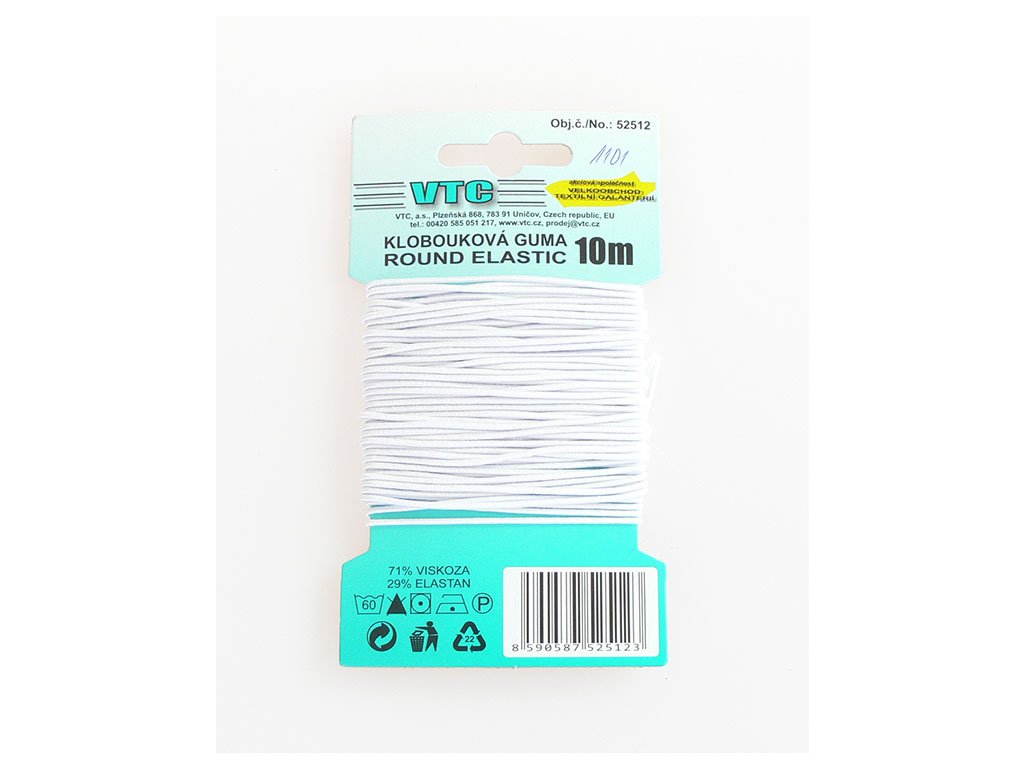 Obj.č./No.: 52512
1101
VTC
akciová společnost
VELKOOBCHOD
TEXTILNÍ GALANTERIÍ
VTC, a.s., Plzeňská 868, 783 91 Uničov, Czech republic, EU
tel.: 00420 585 051 217, www.vtc.cz, prodej@vtc.cz
KLOBOUKOVÁ GUMA
ROUND ELASTIC
10m
71% VISKOZA
29% ELASTAN
60
P
22
8 590587 525123